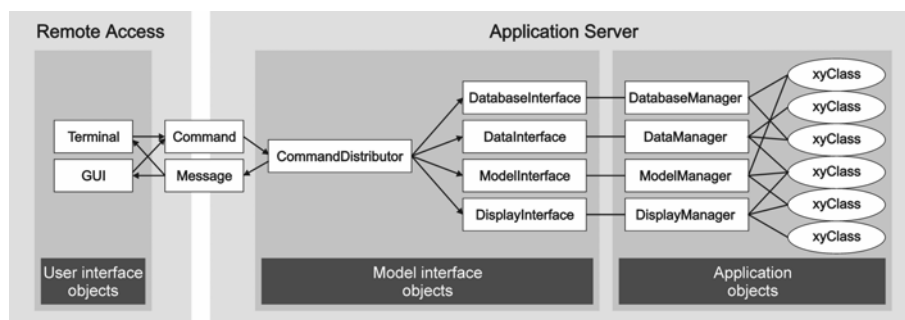 Remote Access
Application Server
Terminal
GUI
Command
Message
CommandDistributor
DatabaseInterface
DataInterface
ModelInterface
DisplayInterface
DatabaseManager
DataManager
ModelManager
DisplayManager
xyClass
xyClass
xyClass
xyClass
xyClass
xyClass
User interface
objects
Model interface
objects
Application
objects